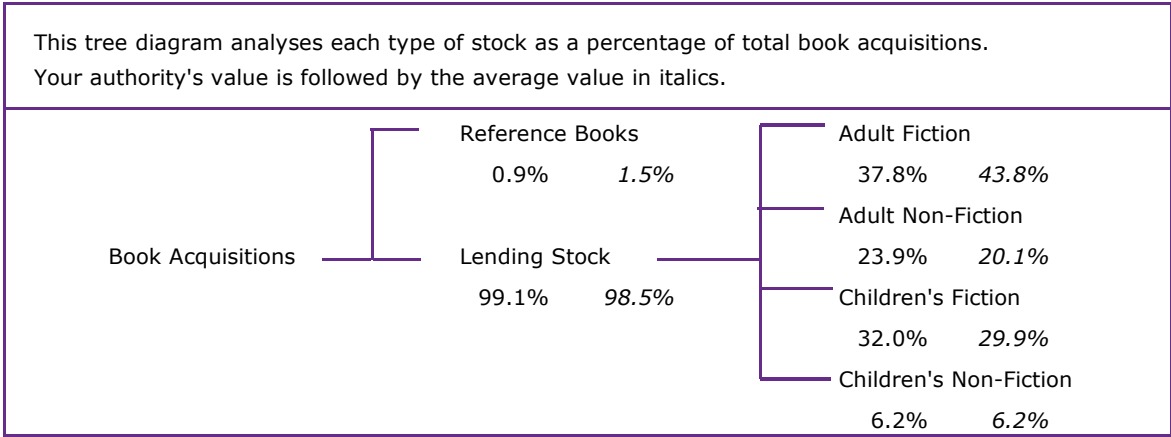 This tree diagram analyses each type of stock as a percentage of total book acquisitions.
Your authority's value is followed by the average value in italics.
Reference Books
0.9% 1.5%
Book Acquisitions
Lending Stock
99.1% 98.5%
Adult Fiction
37.8% 43.8%
Adult Non-Fiction
23.9% 20.1%
Children's Fiction
32.0% 29.9%
Children's Non-Fiction
6.2% 6.2%